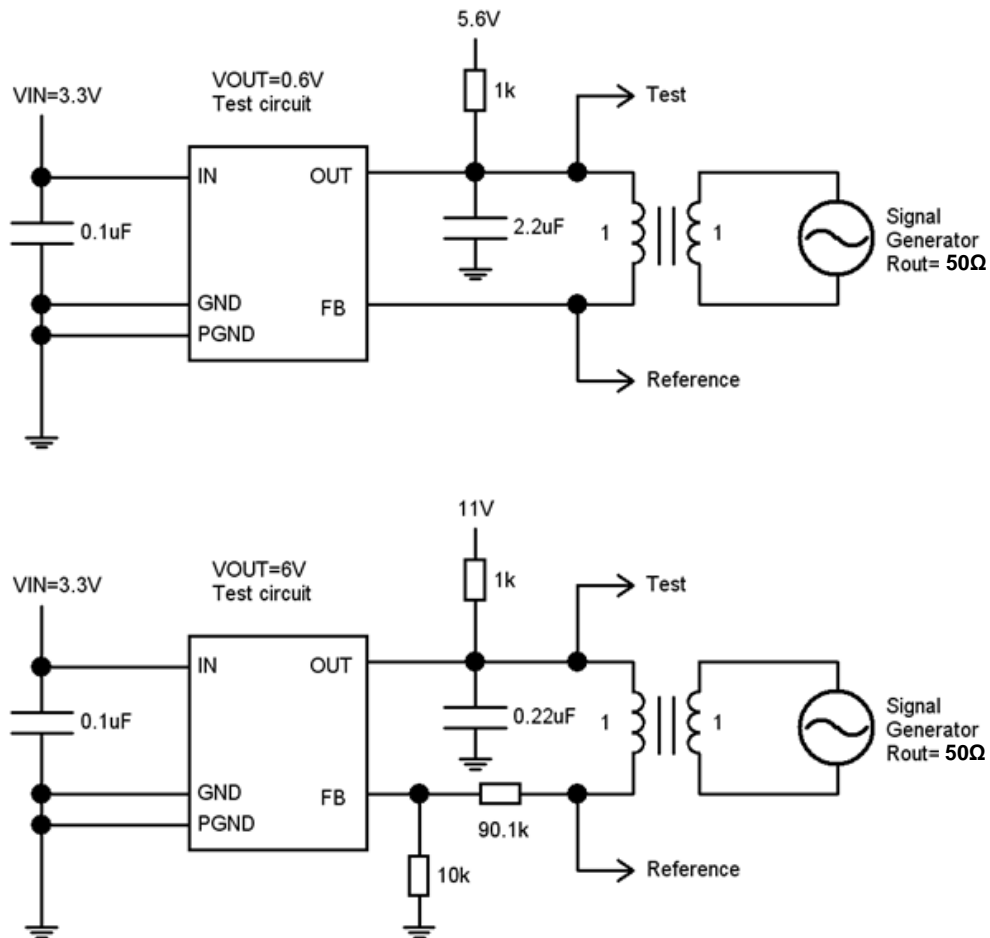 5.6V
VOUT=0.6V
Test circuit
1k
Test
VIN=3.3V
IN
OUT
0.1uF
2.2uF
1
1
Signal
Generator
Rout= 50Ω
GND
FB
PGND
Reference
11V
VOUT=6V
Test circuit
1k
Test
VIN=3.3V
IN
OUT
0.1uF
0.22uF
1
1
Signal
Generator
Rout= 50Ω
GND
FB
PGND
90.1k
10k
Reference